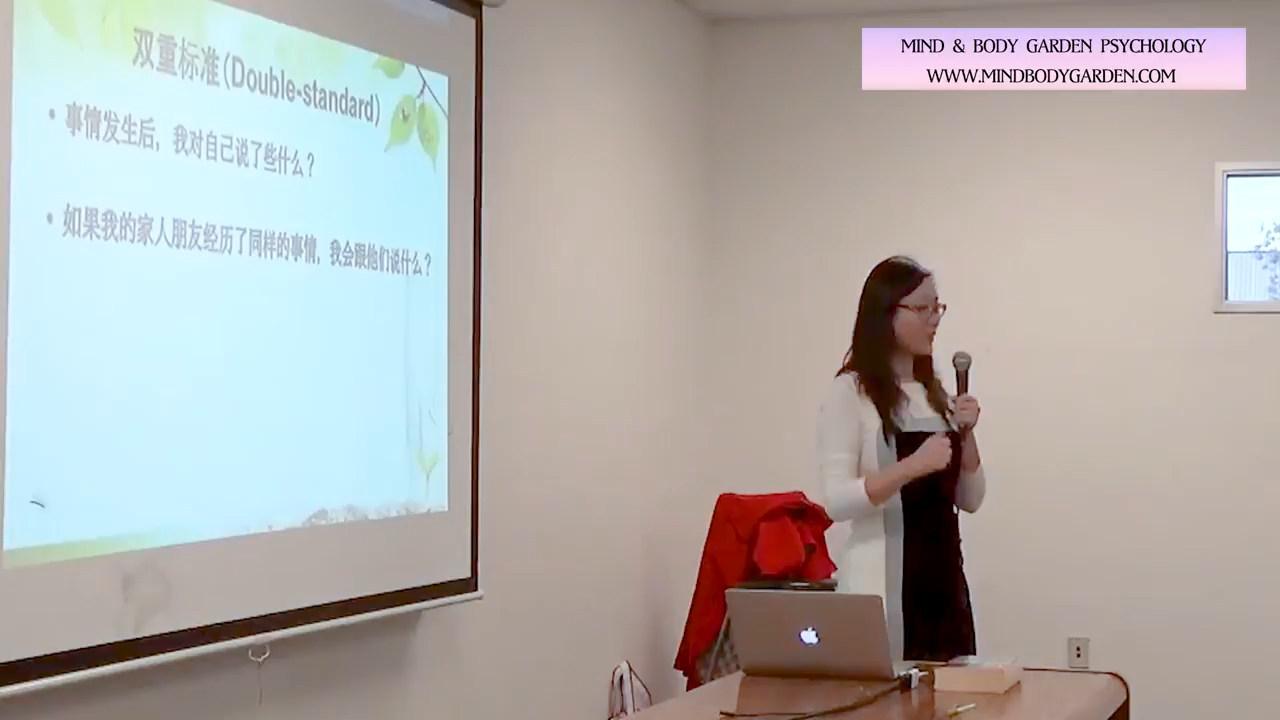 双重标准(Double-standard)
• 事情发生后，我对自己说了些什么？
• 如果我的家人朋友经历了同样的事情，我会跟他们说什么？
MIND & BODY GARDEN PSYCHOLOGY
WWW.MINDBODYGARDEN.COM